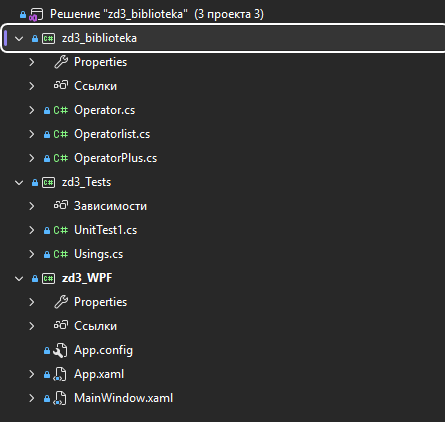 Решение "zd3_biblioteka" (3 проекта 3)
zd3_biblioteka
Properties
Ссылки
C# Operator.cs
C# Operatorlist.cs
C# OperatorPlus.cs
zd3_Tests
Зависимости
C# UnitTest1.cs
C# Usings.cs
zd3_WPF
Properties
Ссылки
App.config
App.xaml
MainWindow.xaml